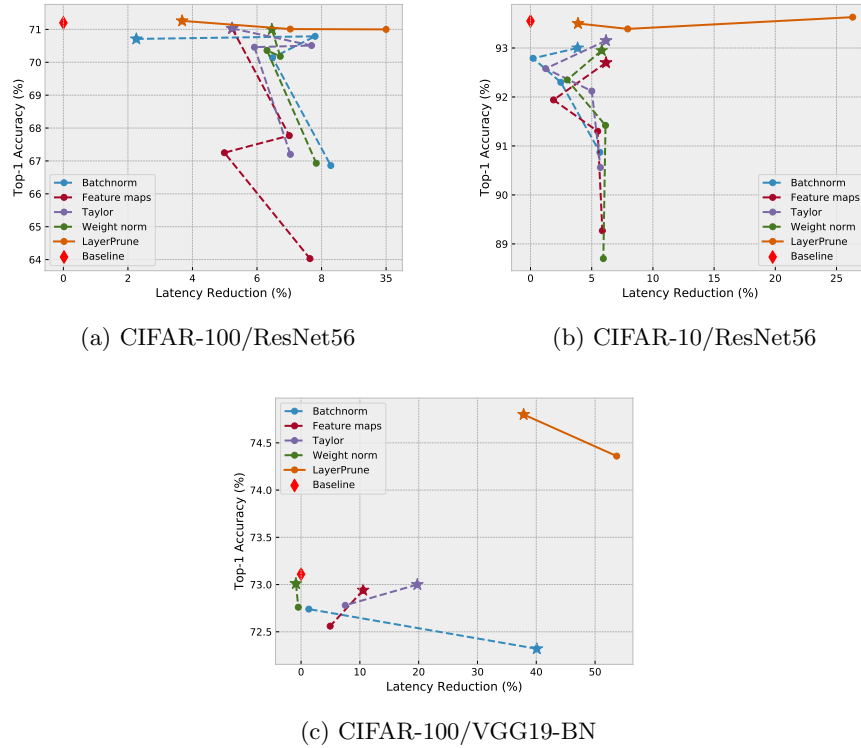 71
70
68
67
65
64
Top-1 Accuracy (%)
Batchnorm
Feature maps
Taylor
Weight norm
LayerPrune
Baseline
0 2 4 6 8 35
Latency Reduction (%)
(a) CIFAR-100/ResNet56
93
92
91
90
89
Top-1 Accuracy (%)
Batchnorm
Feature maps
Taylor
Weight norm
LayerPrune
Baseline
0 5 10 15 20 25
Latency Reduction (%)
(b) CIFAR-10/ResNet56
74.5
74.0
73.5
73.0
72.5
Top-1 Accuracy (%)
Batchnorm
Feature maps
Taylor
Weight norm
LayerPrune
Baseline
0 10 20 30 40 50
Latency Reduction (%)
(c) CIFAR-100/VGG19-BN